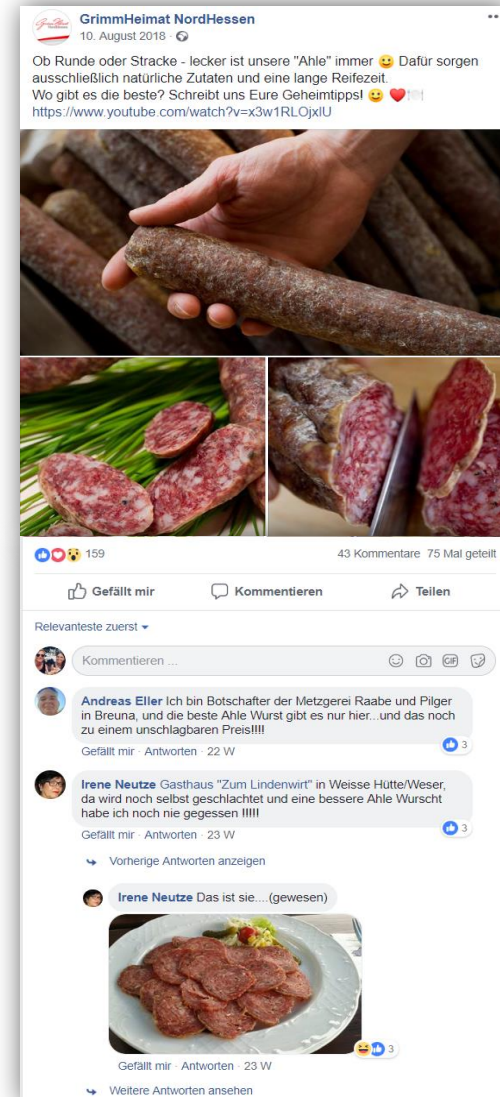 GrimmHeimat NordHessen
10. August 2018 ·
Ob Runde oder Stracke - lecker ist unsere "Ahle" immer 😃 Dafür sorgen
ausschließlich natürliche Zutaten und eine lange Reifezeit.
Wo gibt es die beste? Schreibt uns Eure Geheimtipps! 😃 ❤️🍽️
https://www.youtube.com/watch?v=x3w1RLOjxlU
159
43 Kommentare 75 Mal geteilt
Gefällt mir
Kommentieren
Teilen
Relevanteste zuerst
Kommentieren ...
GIF
Andreas Eller Ich bin Botschafter der Metzgerei Raabe und Pilger
in Breuna, und die beste Ahle Wurst gibt es nur hier...und das noch
zu einem unschlagbaren Preis!!!!
3
Gefällt mir · Antworten · 22 W
Irene Neutze Gasthaus "Zum Lindenwirt" in Weisse Hütte/Weser,
da wird noch selbst geschlachtet und eine bessere Ahle Wurscht
habe ich noch nie gegessen !!!!!
3
Gefällt mir · Antworten · 23 W
Vorherige Antworten anzeigen
Irene Neutze Das ist sie....(gewesen)
3
Gefällt mir · Antworten · 23 W
Weitere Antworten ansehen